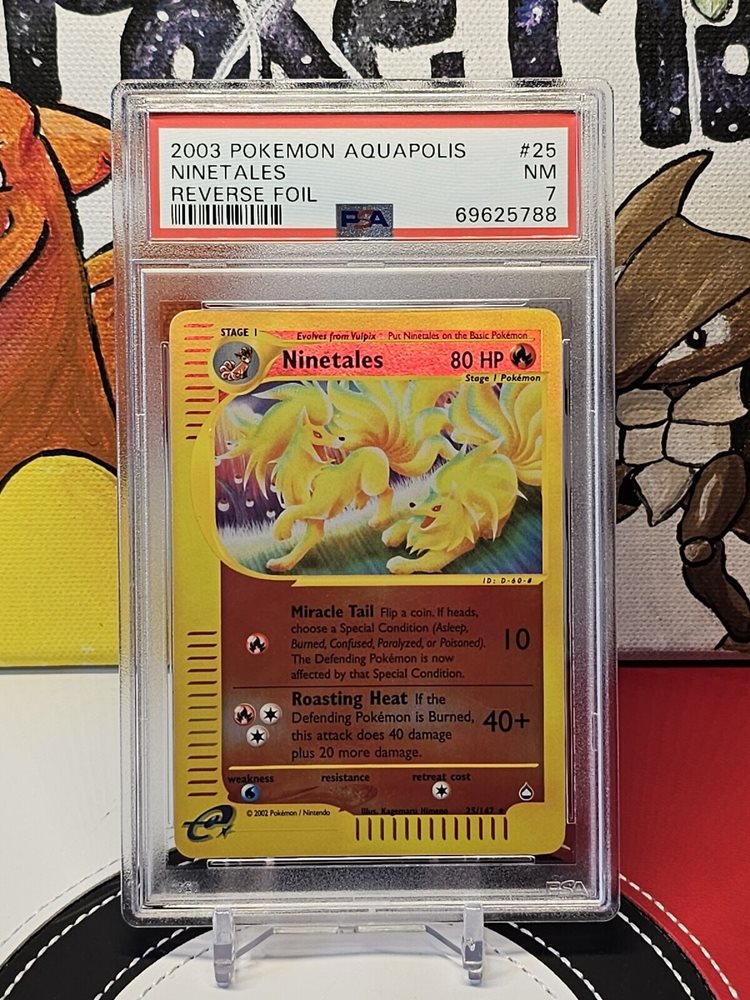 POKÉMO
2003 POKEMON AQUAPOLIS #25
NINETALES NM
REVERSE FOIL 7
PSA 69625788
STAGE 1 Evolves from Vulpix Put Ninetales on the Basic Pokémon
Ninetales 80 HP
Stage 1 Pokémon
ID: D-60-#
Miracle Tail Flip a coin. If heads,
choose a Special Condition (Asleep,
Burned, Confused, Paralyzed, or Poisoned). 10
The Defending Pokémon is now
affected by that Special Condition.
Roasting Heat If the
Defending Pokémon is Burned, 40+
this attack does 40 damage
plus 20 more damage.
weakness resistance retreat cost
© 2002 Pokémon / Nintendo Illus. Kagemaru Himeno 25/147
e
PSA